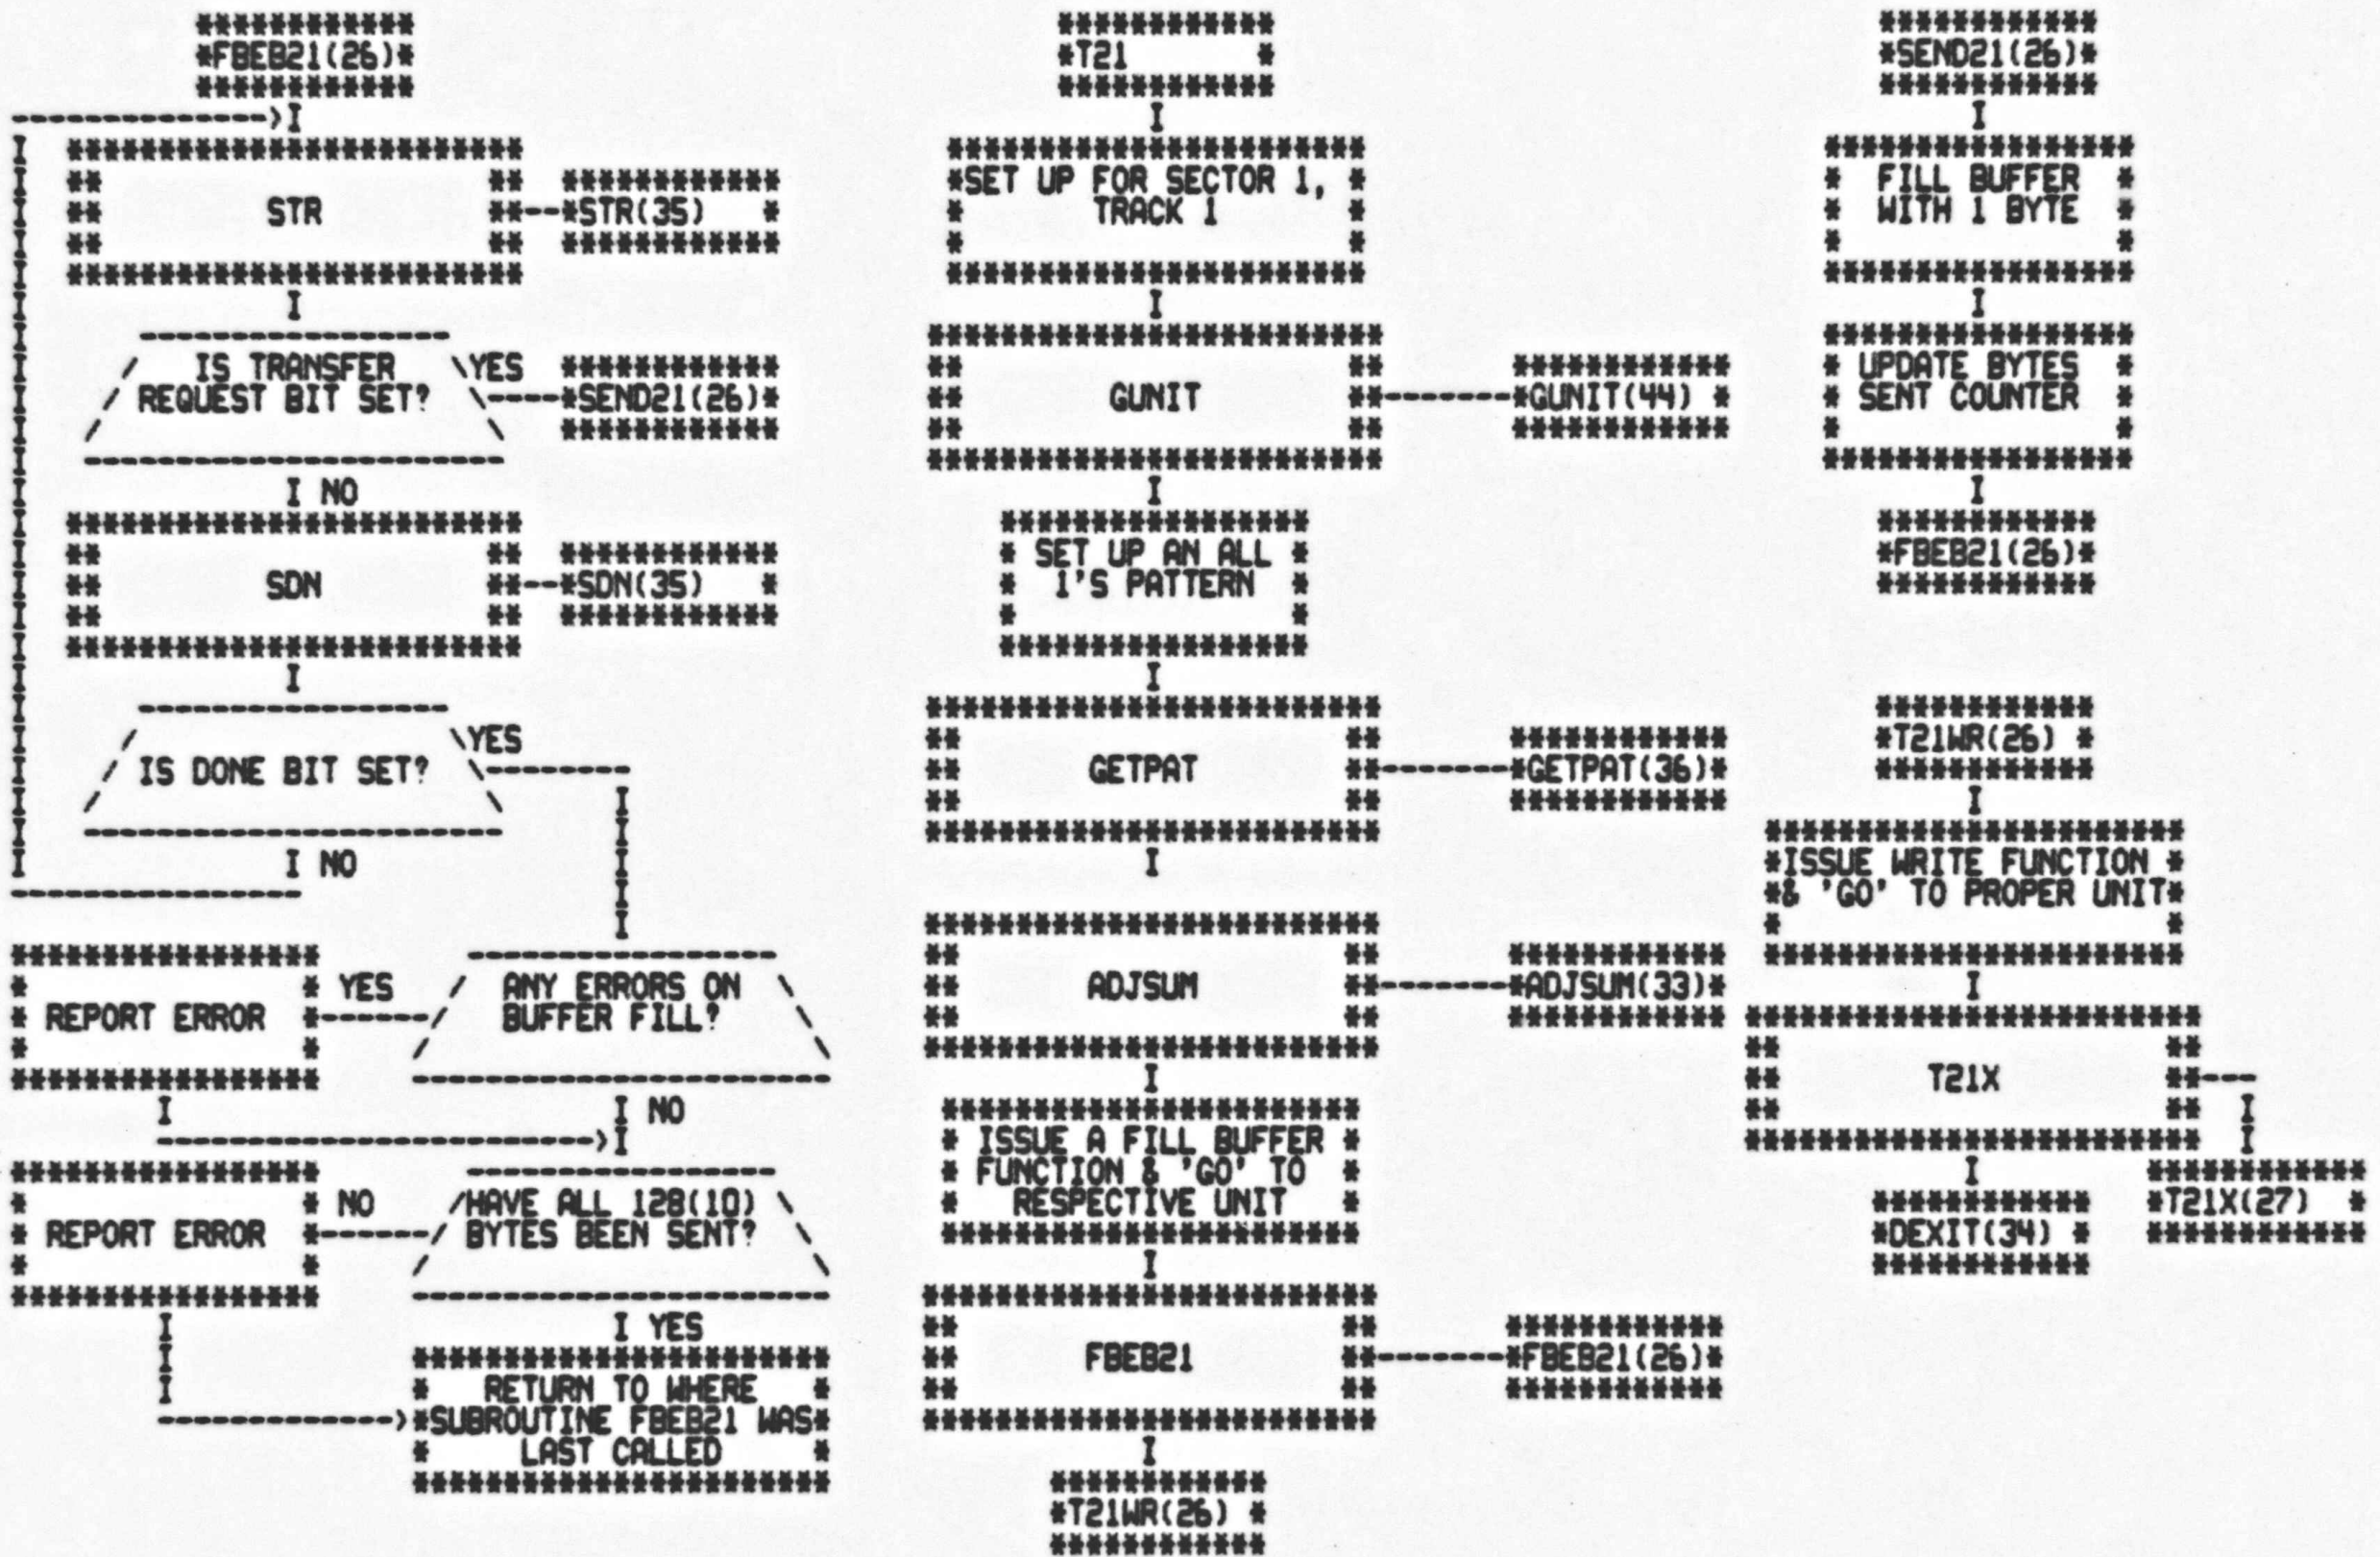 FBEB21(26)
STR
STR(35)
IS TRANSFER
REQUEST BIT SET?
YES
SEND21(26)
NO
SDN
SDN(35)
IS DONE BIT SET?
YES
NO
ANY ERRORS ON
BUFFER FILL?
YES
REPORT ERROR
NO
HAVE ALL 128(10)
BYTES BEEN SENT?
NO
REPORT ERROR
YES
RETURN TO WHERE
SUBROUTINE FBEB21 WAS
LAST CALLED
T21
SET UP FOR SECTOR 1,
TRACK 1
GUNIT
GUNIT(44)
SET UP AN ALL
1'S PATTERN
GETPAT
GETPAT(36)
ADJSUM
ADJSUM(33)
ISSUE A FILL BUFFER
FUNCTION & 'GO' TO
RESPECTIVE UNIT
FBEB21
FBEB21(26)
T21WR(26)
SEND21(26)
FILL BUFFER
WITH 1 BYTE
UPDATE BYTES
SENT COUNTER
FBEB21(26)
T21WR(26)
ISSUE WRITE FUNCTION
& 'GO' TO PROPER UNIT
T21X
T21X(27)
DEXIT(34)